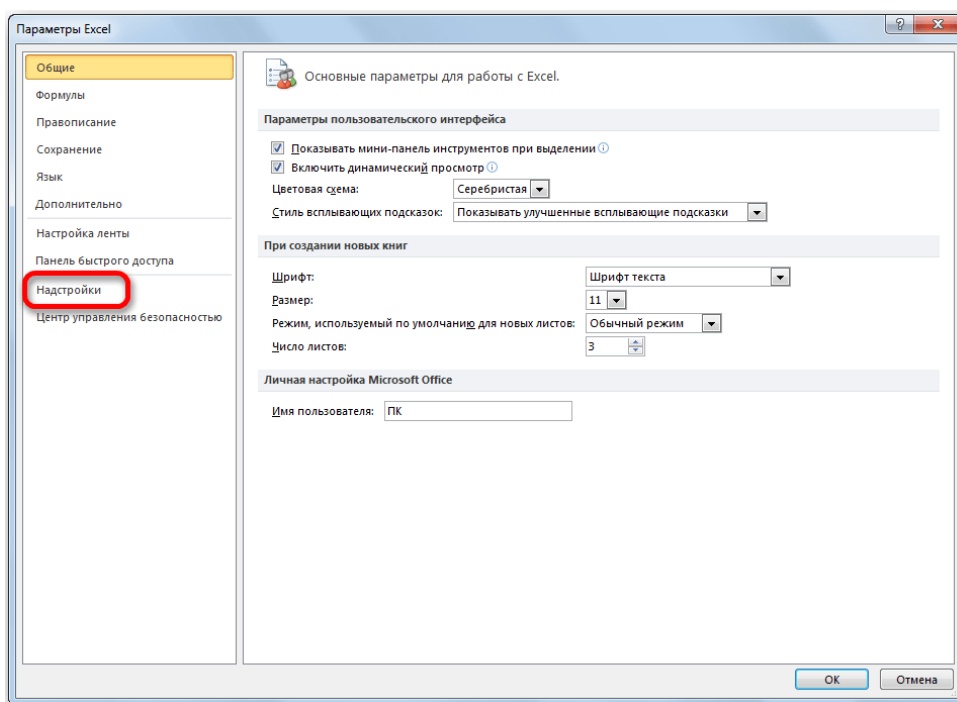 Параметры Excel
Общие
Формулы
Правописание
Сохранение
Язык
Дополнительно
Настройка ленты
Панель быстрого доступа
Надстройки
Центр управления безопасностью
Основные параметры для работы с Excel.
Параметры пользовательского интерфейса
Показывать мини-панель инструментов при выделении
Включить динамический просмотр
Цветовая схема: Серебристая
Стиль всплывающих подсказок: Показывать улучшенные всплывающие подсказки
При создании новых книг
Шрифт: Шрифт текста
Размер: 11
Режим, используемый по умолчанию для новых листов: Обычный режим
Число листов: 3
Личная настройка Microsoft Office
Имя пользователя: ПК
ОК Отмена